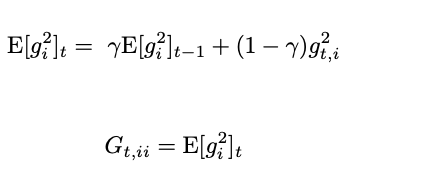 E[g_i^2]_t = γE[g_i^2]_{t−1} + (1 − γ)g_{t,i}^2
G_{t,ii} = E[g_i^2]_t